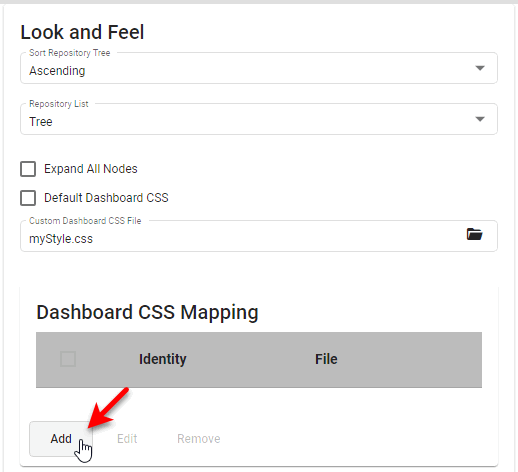 Look and Feel
Sort Repository Tree
Ascending
Repository List
Tree
Expand All Nodes
Default Dashboard CSS
Custom Dashboard CSS File
myStyle.css
Dashboard CSS Mapping
Identity File
Add Edit Remove